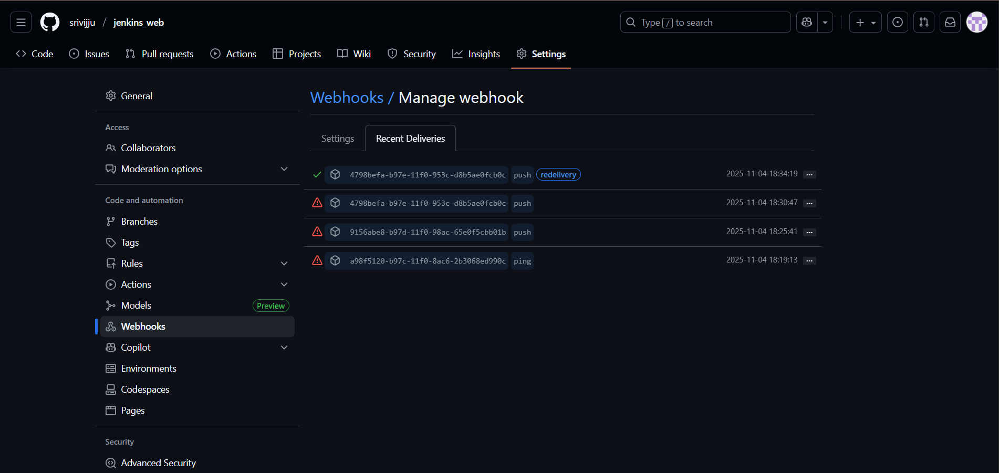 srivijju / jenkins_web
Type / to search
Code
Issues
Pull requests
Actions
Projects
Wiki
Security
Insights
Settings
General
Access
Collaborators
Moderation options
Code and automation
Branches
Tags
Rules
Actions
Models
Preview
Webhooks
Copilot
Environments
Codespaces
Pages
Security
Advanced Security
Webhooks / Manage webhook
Settings
Recent Deliveries
4798befa-b97e-11f0-953c-d8b5ae0fcb0c push redelivery 2025-11-04 18:34:19
4798befa-b97e-11f0-953c-d8b5ae0fcb0c push 2025-11-04 18:30:47
9156abe8-b97d-11f0-98ac-65e0f5cbb01b push 2025-11-04 18:25:41
a98f5120-b97c-11f0-8ac6-2b3068ed990c ping 2025-11-04 18:19:13